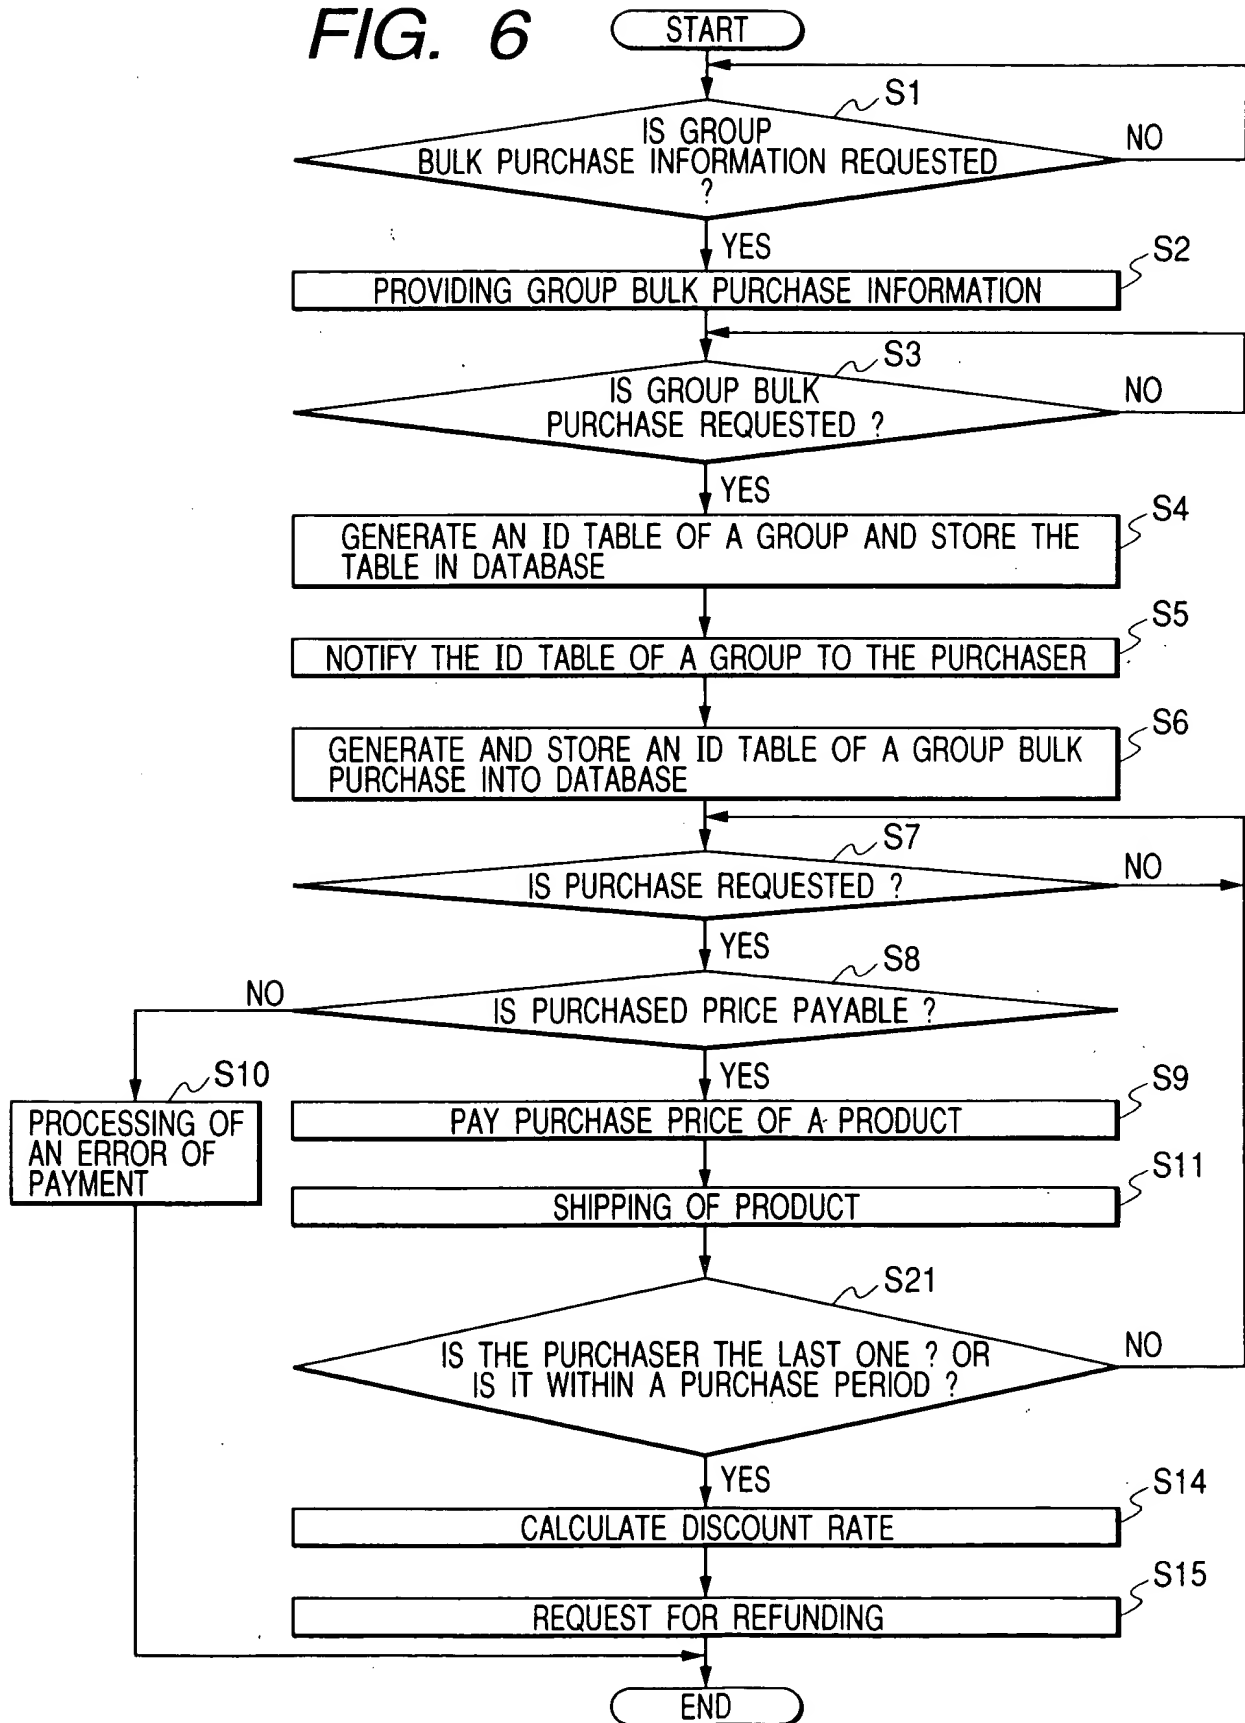 FIG. 6
START
S1
IS GROUP
BULK PURCHASE INFORMATION REQUESTED
?
NO
YES
S2
PROVIDING GROUP BULK PURCHASE INFORMATION
S3
IS GROUP BULK
PURCHASE REQUESTED ?
NO
YES
S4
GENERATE AN ID TABLE OF A GROUP AND STORE THE
TABLE IN DATABASE
S5
NOTIFY THE ID TABLE OF A GROUP TO THE PURCHASER
S6
GENERATE AND STORE AN ID TABLE OF A GROUP BULK
PURCHASE INTO DATABASE
S7
IS PURCHASE REQUESTED ?
NO
YES
S8
NO
IS PURCHASED PRICE PAYABLE ?
YES
S10
PROCESSING OF
AN ERROR OF
PAYMENT
S9
PAY PURCHASE PRICE OF A PRODUCT
S11
SHIPPING OF PRODUCT
S21
IS THE PURCHASER THE LAST ONE ? OR
IS IT WITHIN A PURCHASE PERIOD ?
NO
YES
S14
CALCULATE DISCOUNT RATE
S15
REQUEST FOR REFUNDING
END